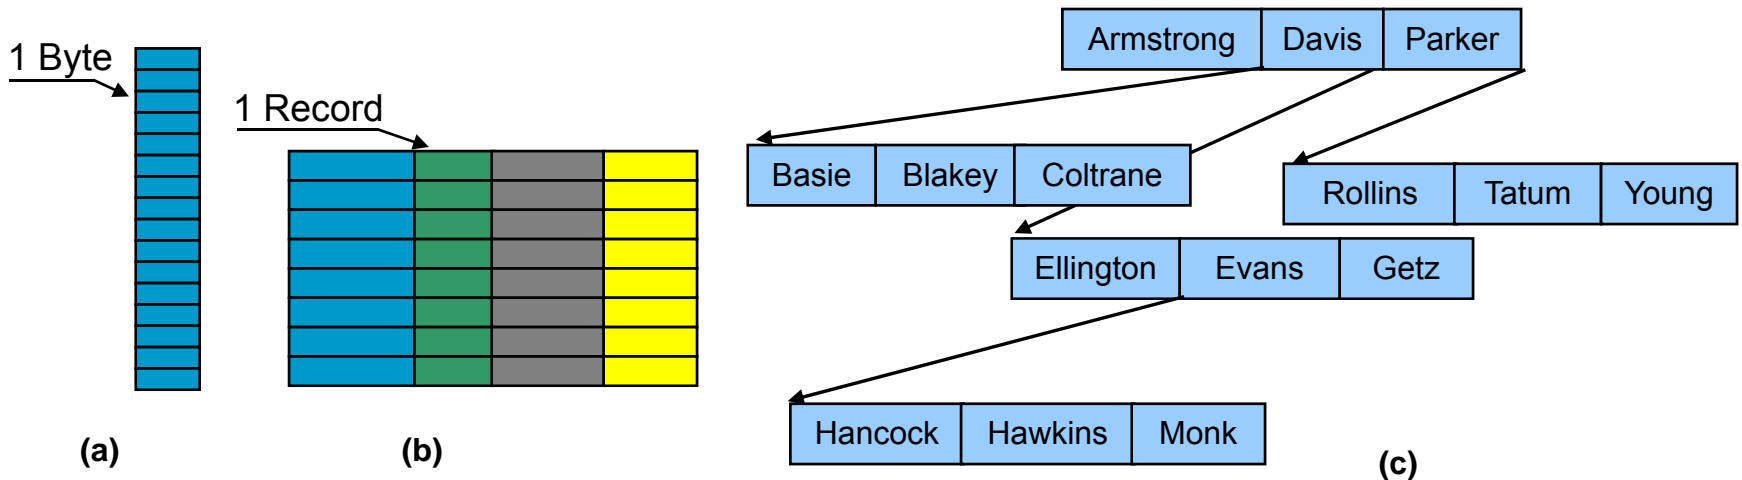 1 Byte
(a)
1 Record
(b)
Armstrong Davis Parker
Basie Blakey Coltrane
Rollins Tatum Young
Ellington Evans Getz
Hancock Hawkins Monk
(c)